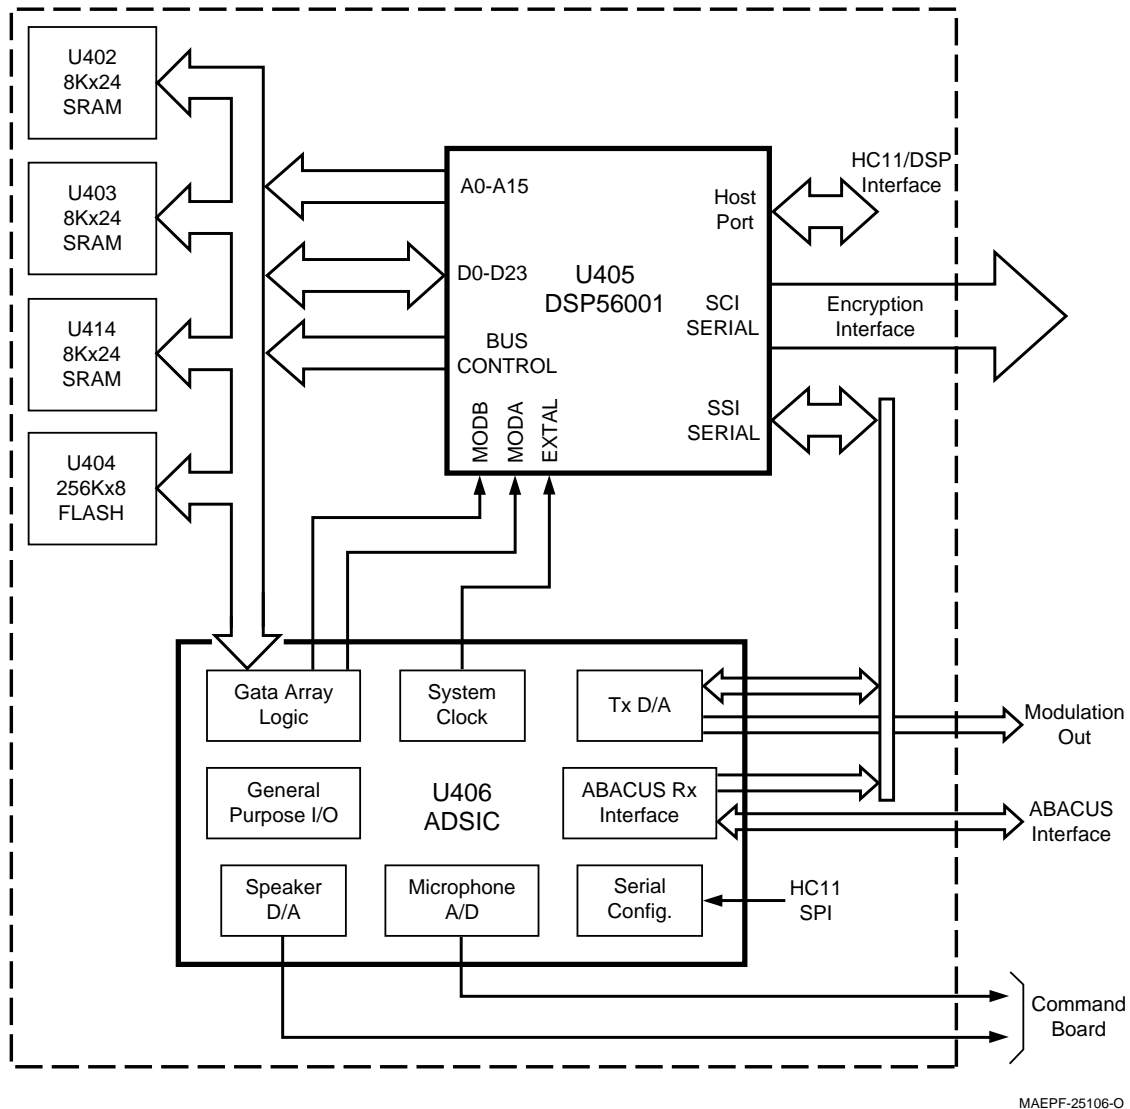 U402
8Kx24
SRAM
U403
8Kx24
SRAM
U414
8Kx24
SRAM
U404
256Kx8
FLASH
A0-A15
D0-D23
BUS
CONTROL
MODB
MODA
EXTAL
U405
DSP56001
Host
Port
SCI
SERIAL
SSI
SERIAL
HC11/DSP
Interface
Encryption
Interface
Gata Array
Logic
System
Clock
Tx D/A
General
Purpose I/O
U406
ADSIC
ABACUS Rx
Interface
Speaker
D/A
Microphone
A/D
Serial
Config.
HC11
SPI
Modulation
Out
ABACUS
Interface
Command
Board
MAEPF-25106-O